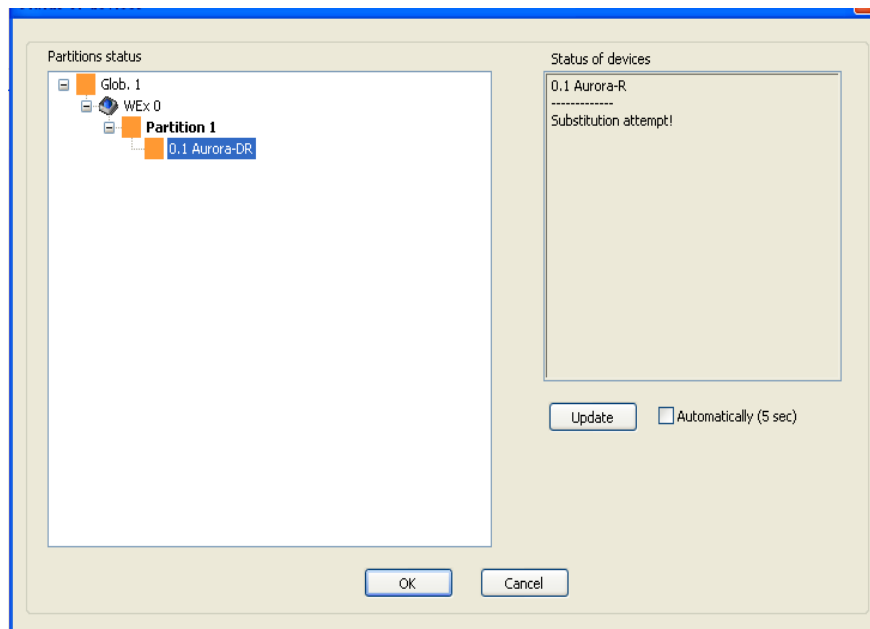 Partitions status
Glob. 1
WEx 0
Partition 1
0.1 Aurora-DR
Status of devices
0.1 Aurora-R
-------------
Substitution attempt!
Update
Automatically (5 sec)
OK
Cancel